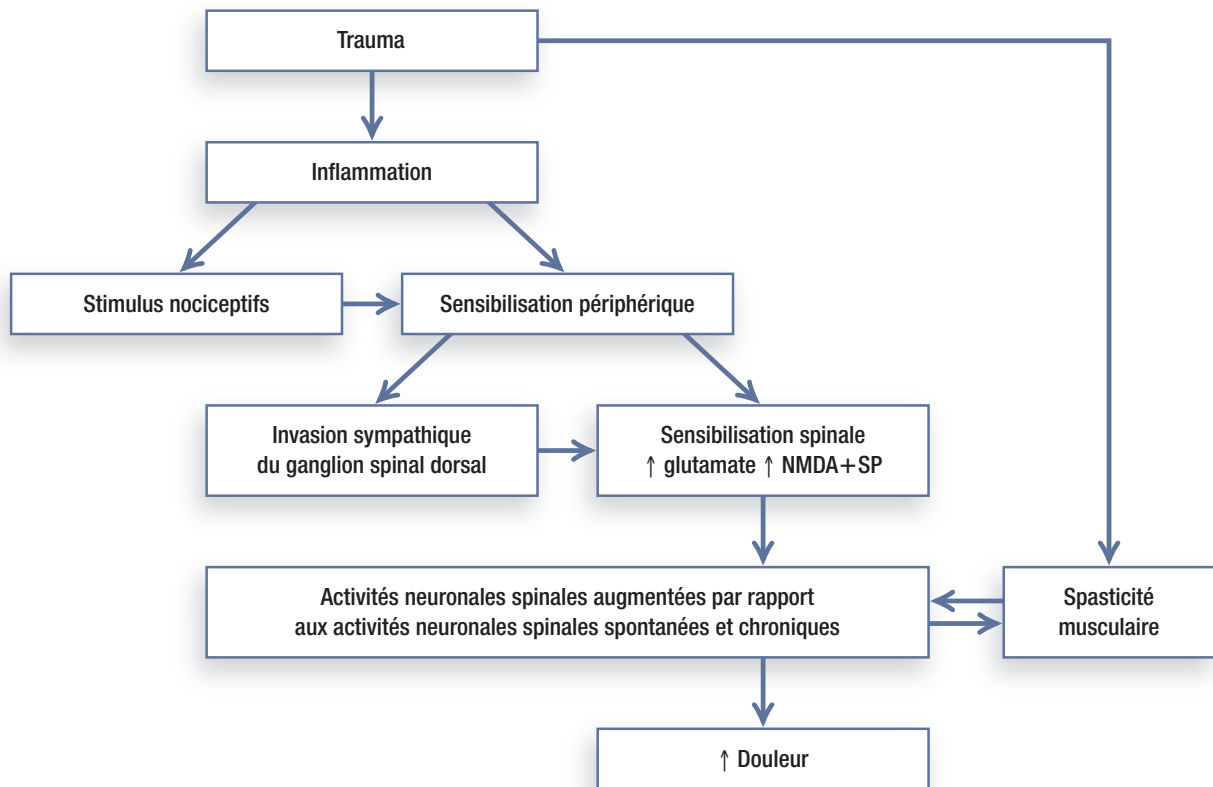 Trauma
Inflammation
Stimulus nociceptifs
Sensibilisation périphérique
Invasion sympathique
du ganglion spinal dorsal
Sensibilisation spinale
↑ glutamate ↑ NMDA+SP
Activités neuronales spinales augmentées par rapport
aux activités neuronales spinales spontanées et chroniques
Spasticité
musculaire
↑ Douleur